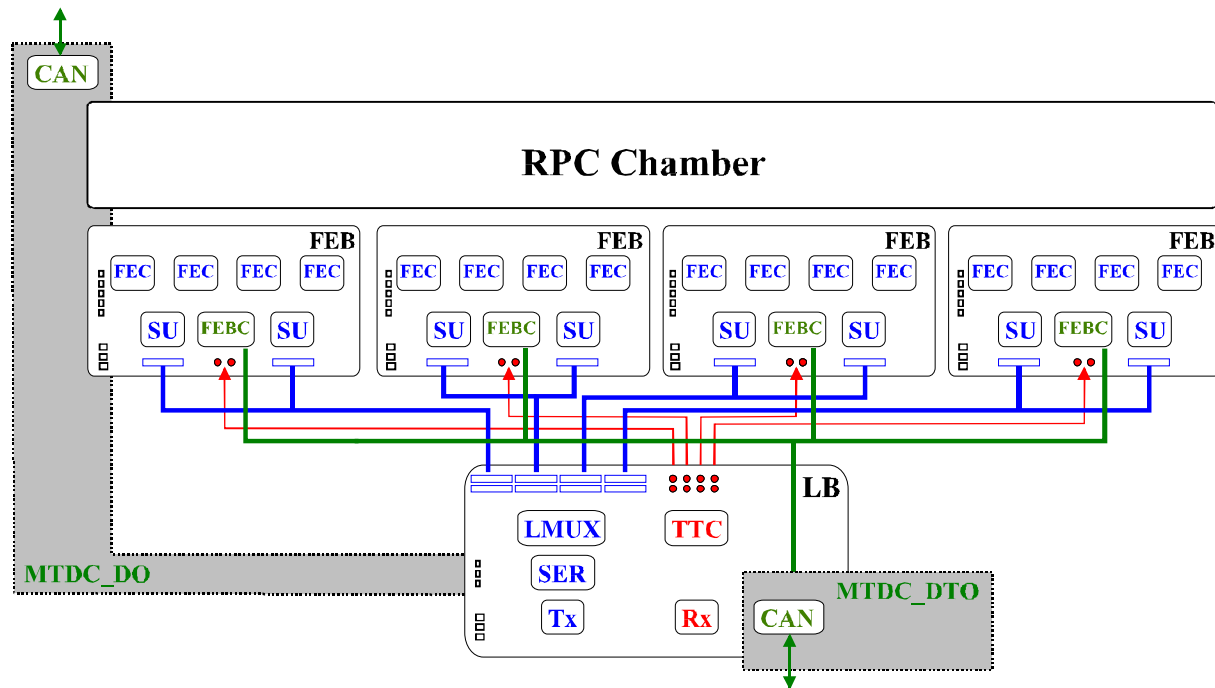 CAN
RPC Chamber
FEB FEB FEB FEB
FEC FEC FEC FEC FEC FEC FEC FEC FEC FEC FEC FEC FEC FEC FEC FEC
SU FEBC SU SU FEBC SU SU FEBC SU SU FEBC SU
LB
LMUX TTC
MTDC_DO SER
MTDC_DTO
Tx Rx CAN